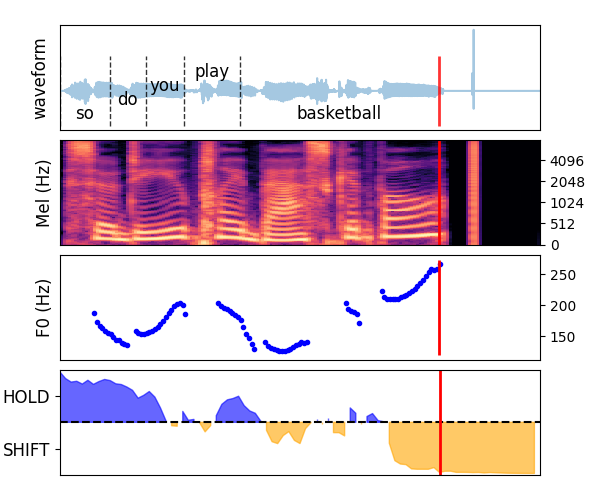 waveform
so
do
you
play
basketball
Mel (Hz)
4096
2048
1024
512
0
F0 (Hz)
250
200
150
HOLD
SHIFT